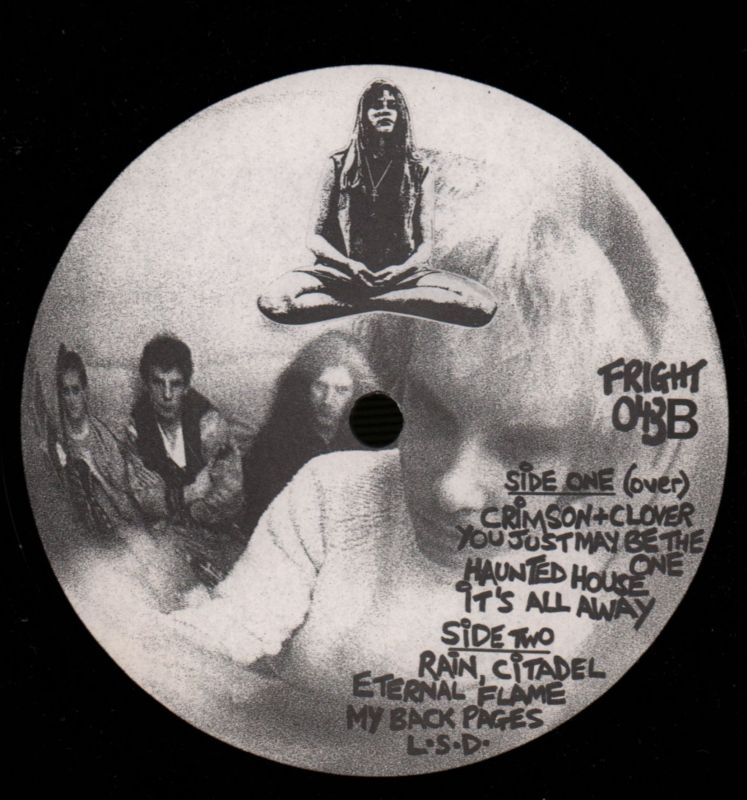 FRIGHT
043B
SIDE ONE (over)
CRIMSON+CLOVER
YOU JUST MAY BE THE
ONE
HAUNTED HOUSE
IT'S ALL AWAY
SIDE TWO
RAIN, CITADEL
ETERNAL FLAME
MY BACK PAGES
L.S.D.